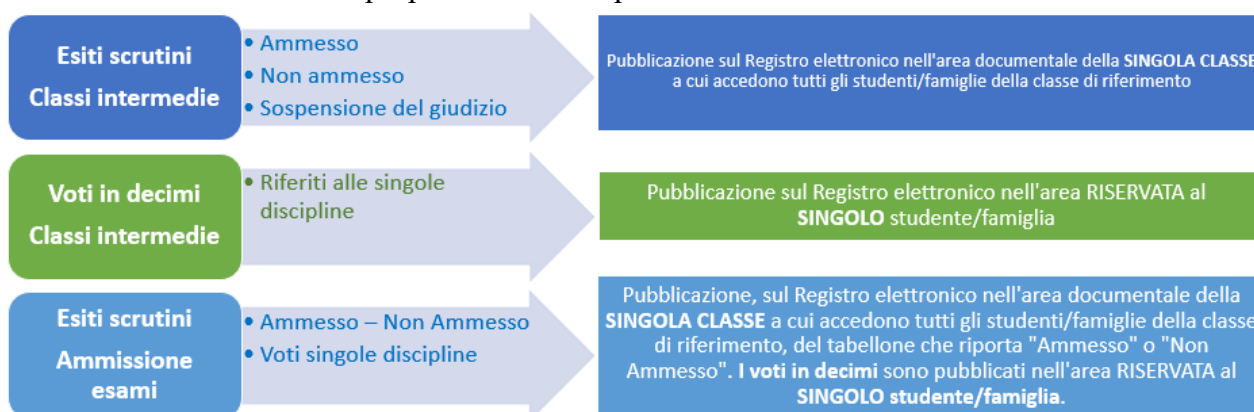 Esiti scrutini
Classi intermedie
• Ammesso
• Non ammesso
• Sospensione del giudizio
Pubblicazione sul Registro elettronico nell'area documentale della SINGOLA CLASSE
a cui accedono tutti gli studenti/famiglie della classe di riferimento
Voti in decimi
Classi intermedie
• Riferiti alle singole
discipline
Pubblicazione sul Registro elettronico nell'area RISERVATA al
SINGOLO studente/famiglia
Esiti scrutini
Ammissione
esami
• Ammesso – Non Ammesso
• Voti singole discipline
Pubblicazione, sul Registro elettronico nell'area documentale della
SINGOLA CLASSE a cui accedono tutti gli studenti/famiglie della classe
di riferimento, del tabellone che riporta "Ammesso" o "Non
Ammesso". I voti in decimi sono pubblicati nell'area RISERVATA al
SINGOLO studente/famiglia.